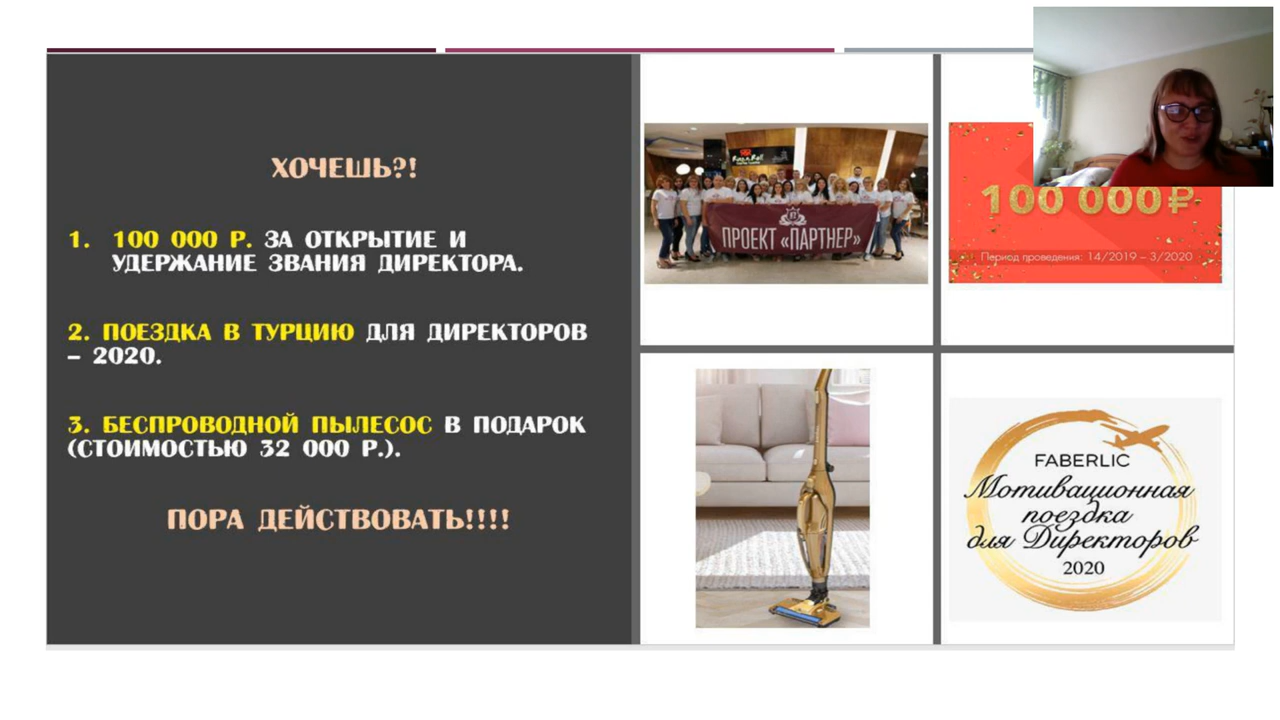 ХОЧЕШЬ?!
1. 100 000 Р. ЗА ОТКРЫТИЕ И
УДЕРЖАНИЕ ЗВАНИЯ ДИРЕКТОРА.
2. ПОЕЗДКА В ТУРЦИЮ ДЛЯ ДИРЕКТОРОВ
– 2020.
3. БЕСПРОВОДНОЙ ПЫЛЕСОС В ПОДАРОК
(СТОИМОСТЬЮ 32 000 Р.).
ПОРА ДЕЙСТВОВАТЬ!!!!
ПРОЕКТ «ПАРТНЕР»
100 000 ₽
Период проведения: 14/2019 – 3/2020
FABERLIC
Мотивационная
поездка
для Директоров
2020